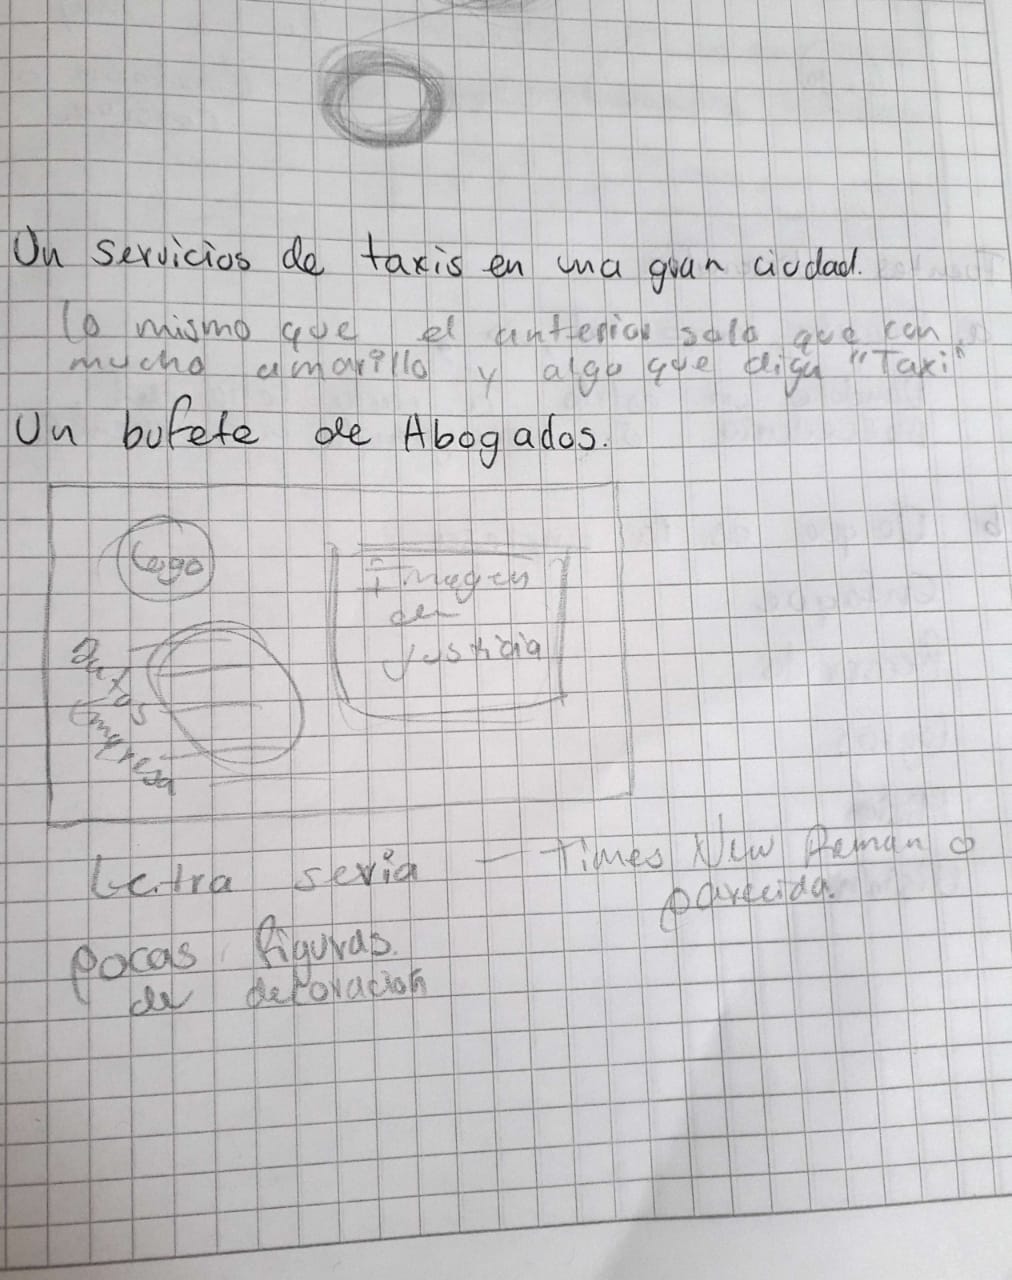 Un servicios de taxis en una gran ciudad.
lo mismo que el anterior solo que con
mucho amarillo y algo que diga "Taxi"
Un bufete de Abogados.
Logo
Imagen
de
justicia
Datos
Empresa
Letra seria — Times New Roman o
parecida.
Pocas figuras.
de decoración